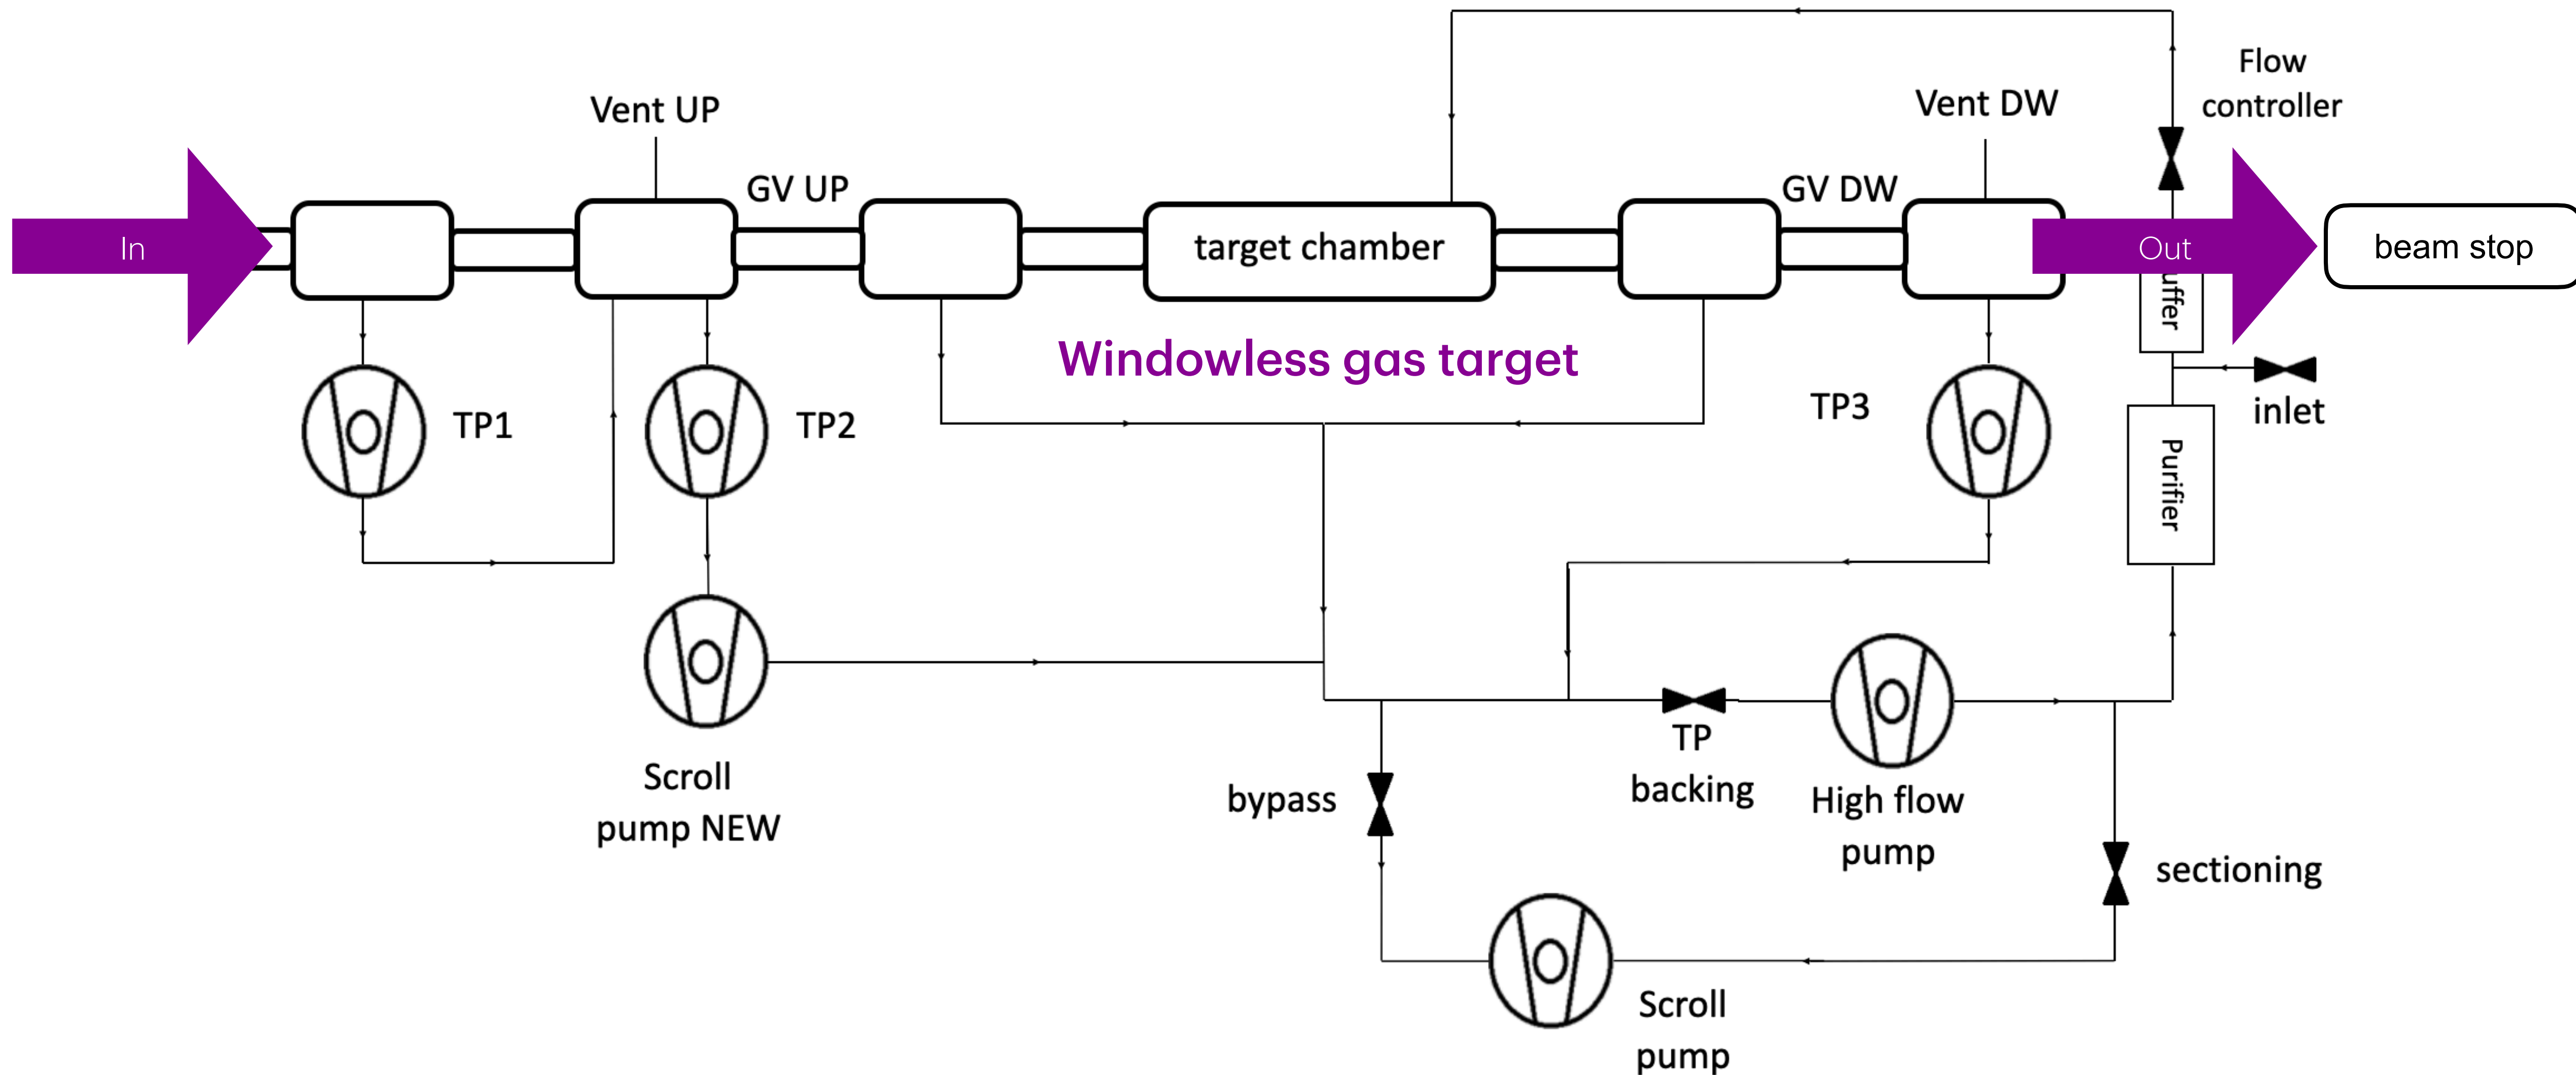 Flow
controller
Vent UP
Vent DW
GV UP
GV DW
In
target chamber
Out
beam stop
uffer
Windowless gas target
inlet
TP1
TP2
TP3
Purifier
Scroll
pump NEW
bypass
TP
backing
High flow
pump
sectioning
Scroll
pump